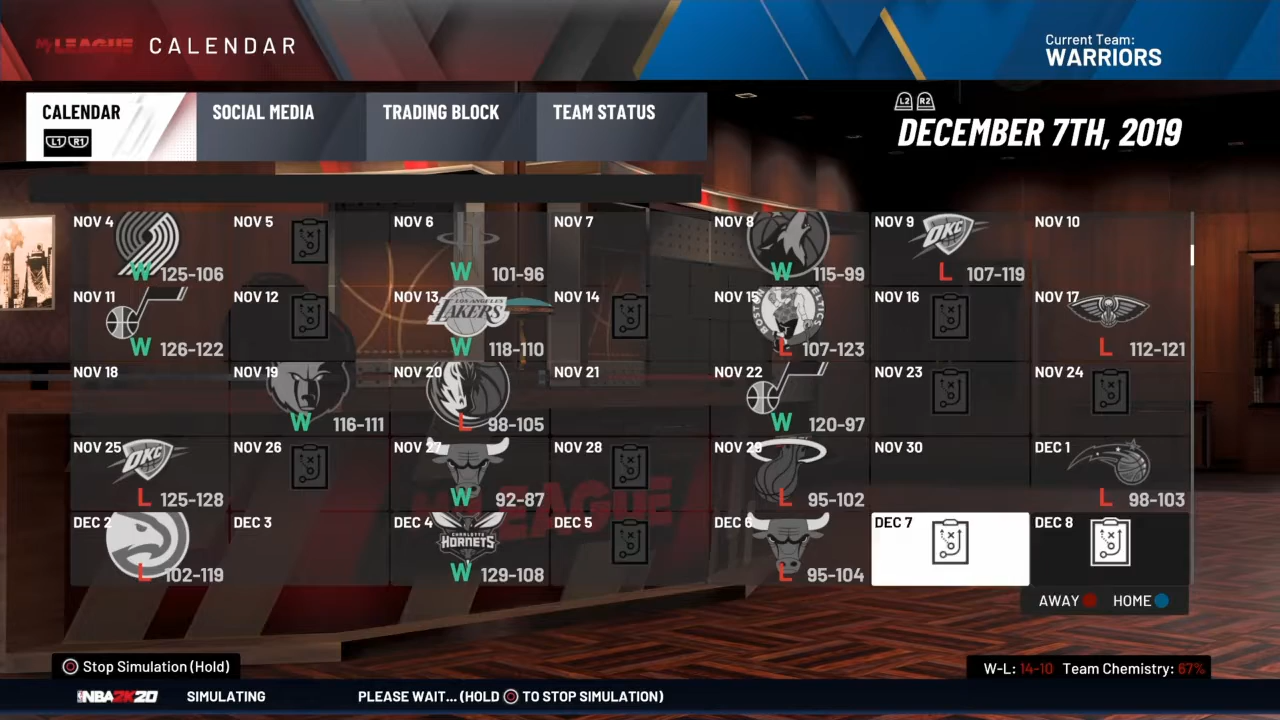 MyLEAGUE CALENDAR
Current Team:
WARRIORS
CALENDAR
L1 R1
SOCIAL MEDIA
TRADING BLOCK
TEAM STATUS
L2 R2
DECEMBER 7TH, 2019
NOV 4 W 125-106
NOV 5
NOV 6 W 101-96
NOV 7
NOV 8 W 115-99
NOV 9 OKC L 107-119
NOV 10
NOV 11 W 126-122
NOV 12
NOV 13 LOS ANGELES LAKERS W 118-110
NOV 14
NOV 15 L 107-123
NOV 16
NOV 17 L 112-121
NOV 18
NOV 19 W 116-111
NOV 20 L 98-105
NOV 21
NOV 22 W 120-97
NOV 23
NOV 24
NOV 25 OKC L 125-128
NOV 26
NOV 27 W 92-87
NOV 28
NOV 29 L 95-102
NOV 30
DEC 1 L 98-103
DEC 2 L 102-119
DEC 3
DEC 4 CHARLOTTE HORNETS W 129-108
DEC 5
DEC 6 L 95-104
DEC 7
DEC 8
AWAY HOME
Stop Simulation (Hold)
W-L: 14-10 Team Chemistry: 67%
NBA 2K20 SIMULATING PLEASE WAIT... (HOLD TO STOP SIMULATION)